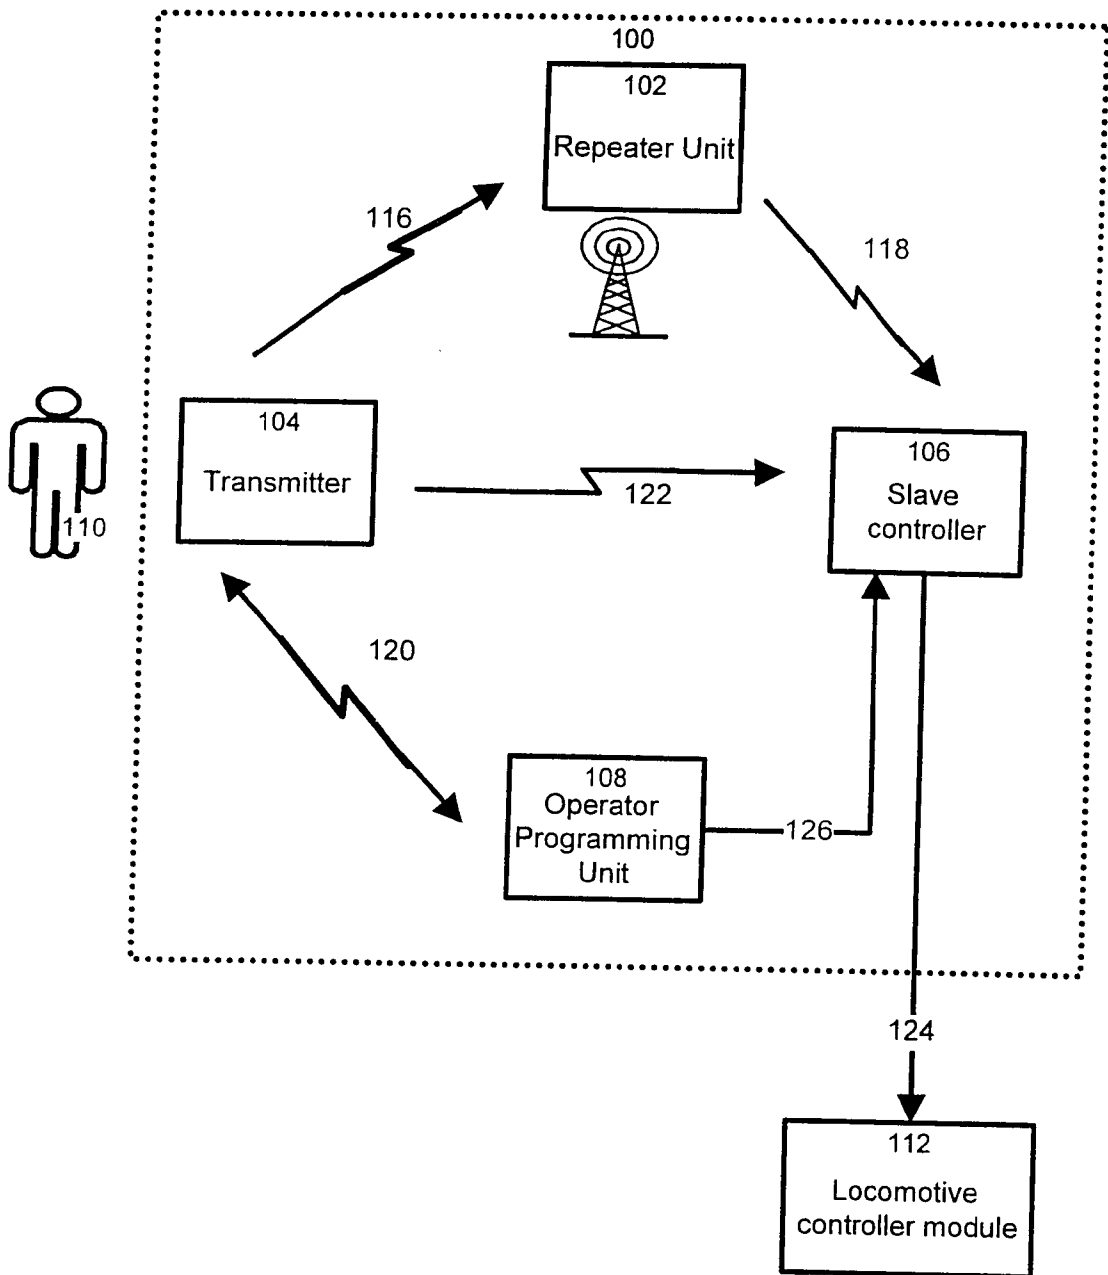 100
102
Repeater Unit
116
118
104
Transmitter
106
Slave
controller
122
110
120
108
Operator
Programming
Unit
126
124
112
Locomotive
controller module